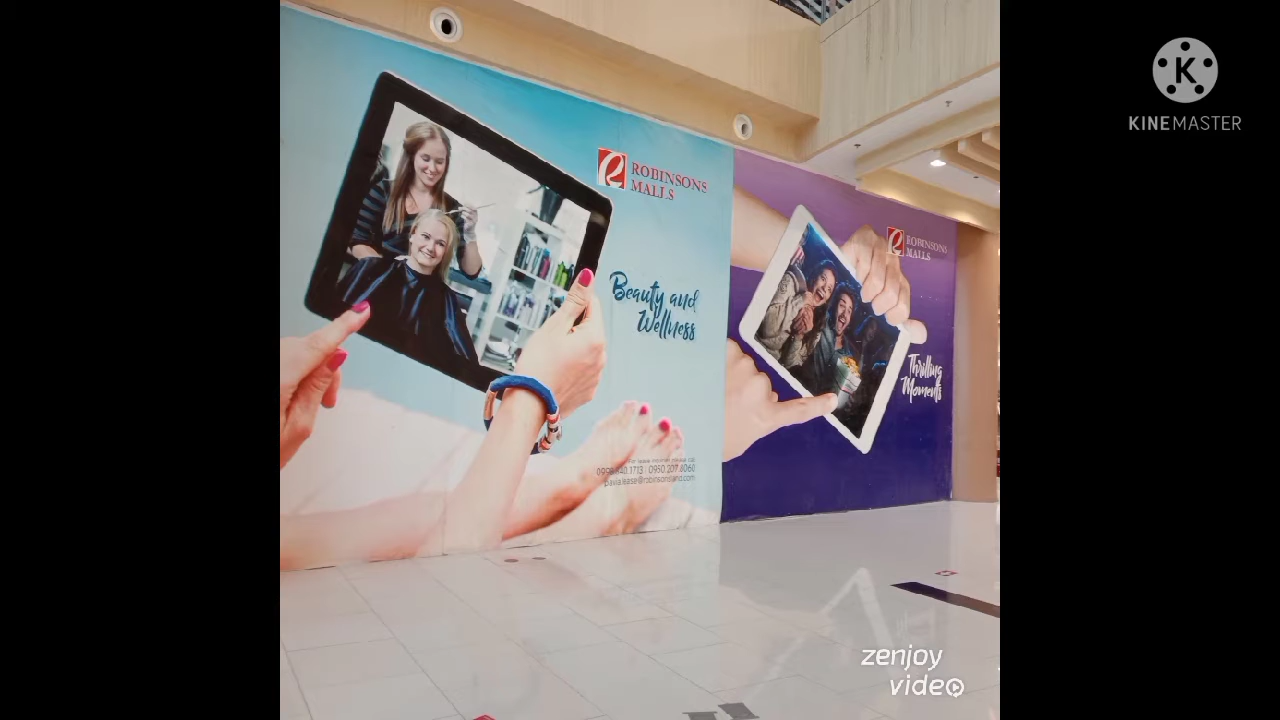 KINEMASTER
ROBINSONS
MALLS
Beauty and
Wellness
ROBINSONS
MALLS
Thrilling
Moments
zenjoy
video